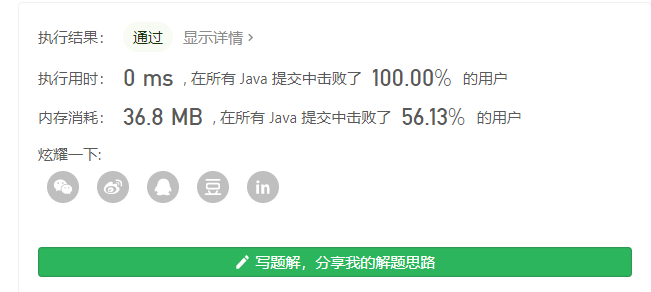 执行结果： 通过 显示详情 >
执行用时： 0 ms , 在所有 Java 提交中击败了 100.00% 的用户
内存消耗： 36.8 MB , 在所有 Java 提交中击败了 56.13% 的用户
炫耀一下:
豆 in
写题解，分享我的解题思路